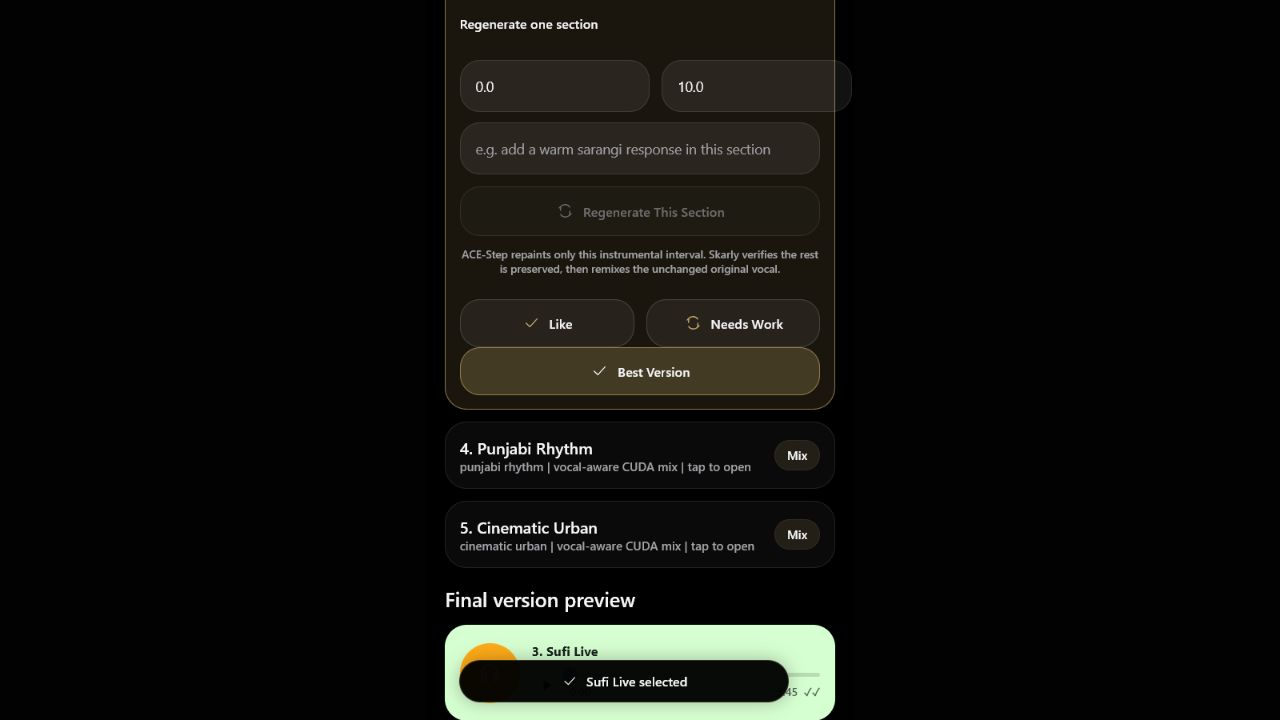 Regenerate one section
0.0
10.0
e.g. add a warm sarangi response in this section
Regenerate This Section
ACE-Step repaints only this instrumental interval. Skarly verifies the rest
is preserved, then remixes the unchanged original vocal.
Like
Needs Work
Best Version
4. Punjabi Rhythm
punjabi rhythm | vocal-aware CUDA mix | tap to open
Mix
5. Cinematic Urban
cinematic urban | vocal-aware CUDA mix | tap to open
Mix
Final version preview
3. Sufi Live
Sufi Live selected
45